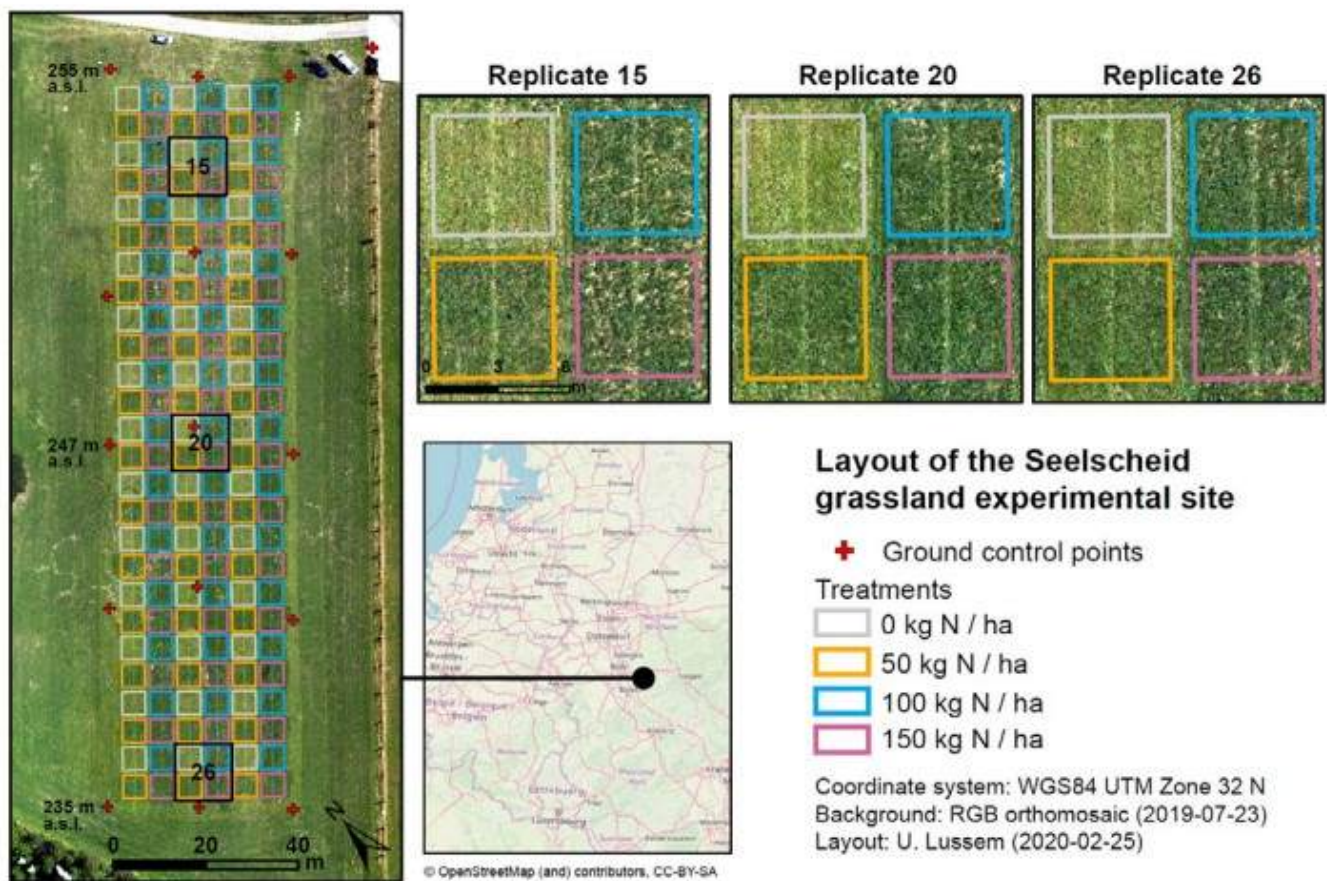 255 m
a.s.l.
15
20
247 m
a.s.l.
26
235 m
a.s.l.
0 20 40
m
N
Replicate 15
Replicate 20
Replicate 26
0 3 6
m
© OpenStreetMap (and) contributors, CC-BY-SA
Layout of the Seelscheid
grassland experimental site
Ground control points
Treatments
0 kg N / ha
50 kg N / ha
100 kg N / ha
150 kg N / ha
Coordinate system: WGS84 UTM Zone 32 N
Background: RGB orthomosaic (2019-07-23)
Layout: U. Lussem (2020-02-25)